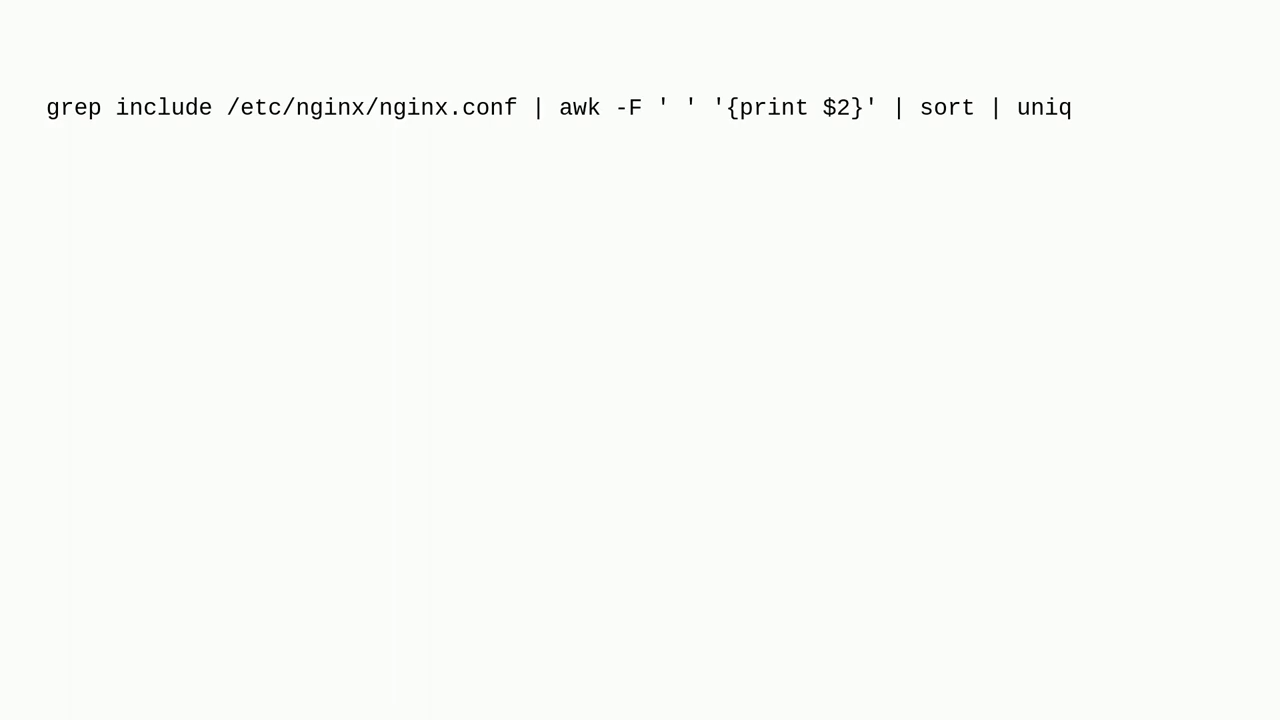 grep include /etc/nginx/nginx.conf | awk -F ' ' '{print $2}' | sort | uniq